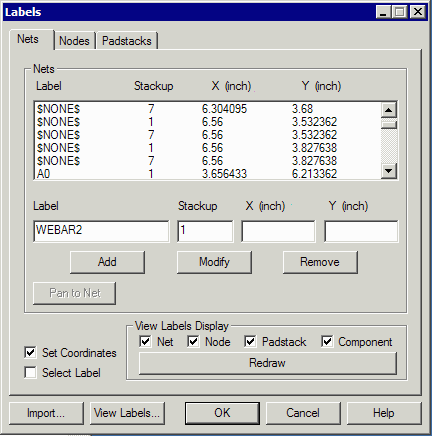 Labels
Nets Nodes Padstacks
Nets
Label Stackup X (inch) Y (inch)
$NONE$ 7 6.304095 3.68
$NONE$ 1 6.56 3.532362
$NONE$ 7 6.56 3.532362
$NONE$ 1 6.56 3.827638
$NONE$ 7 6.56 3.827638
A0 1 3.656433 6.213362
Label Stackup X (inch) Y (inch)
WEBAR2 1
Add Modify Remove
Pan to Net
View Labels Display
Net Node Padstack Component
Set Coordinates
Redraw
Select Label
Import... View Labels... OK Cancel Help